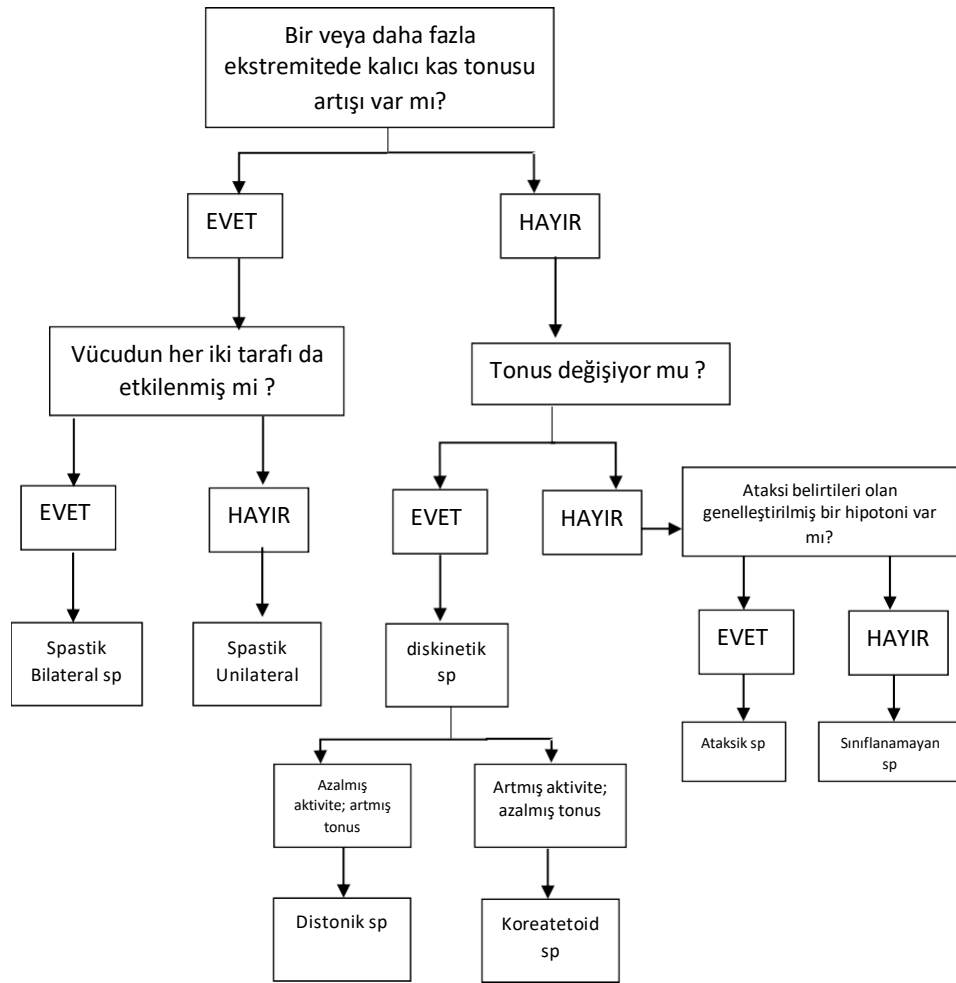 Bir veya daha fazla
ekstremitede kalıcı kas tonusu
artışı var mı?
EVET
HAYIR
Vücudun her iki tarafı da
etkilenmiş mi ?
Tonus değişiyor mu ?
EVET
HAYIR
EVET
HAYIR
Ataksi belirtileri olan
genelleştirilmiş bir hipotoni var
mı?
EVET
HAYIR
Spastik
Bilateral sp
Spastik
Unilateral
diskinetik
sp
Ataksik sp
Sınıflanamayan
sp
Azalmış
aktivite; artmış
tonus
Artmış aktivite;
azalmış tonus
Distonik sp
Koreatetoid
sp